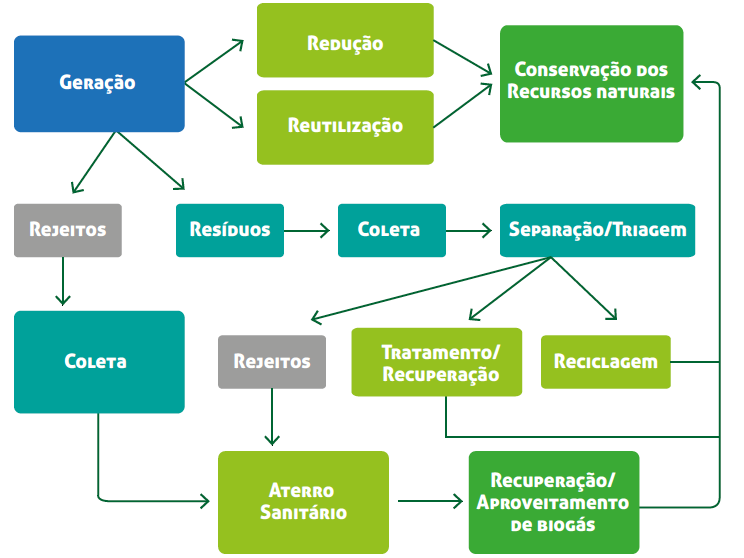 Geração
Redução
Reutilização
Conservação dos
Recursos naturais
Rejeitos
Resíduos
Coleta
Separação/Triagem
Coleta
Rejeitos
Tratamento/
Recuperação
Reciclagem
Aterro
Sanitário
Recuperação/
Aproveitamento
de biogás